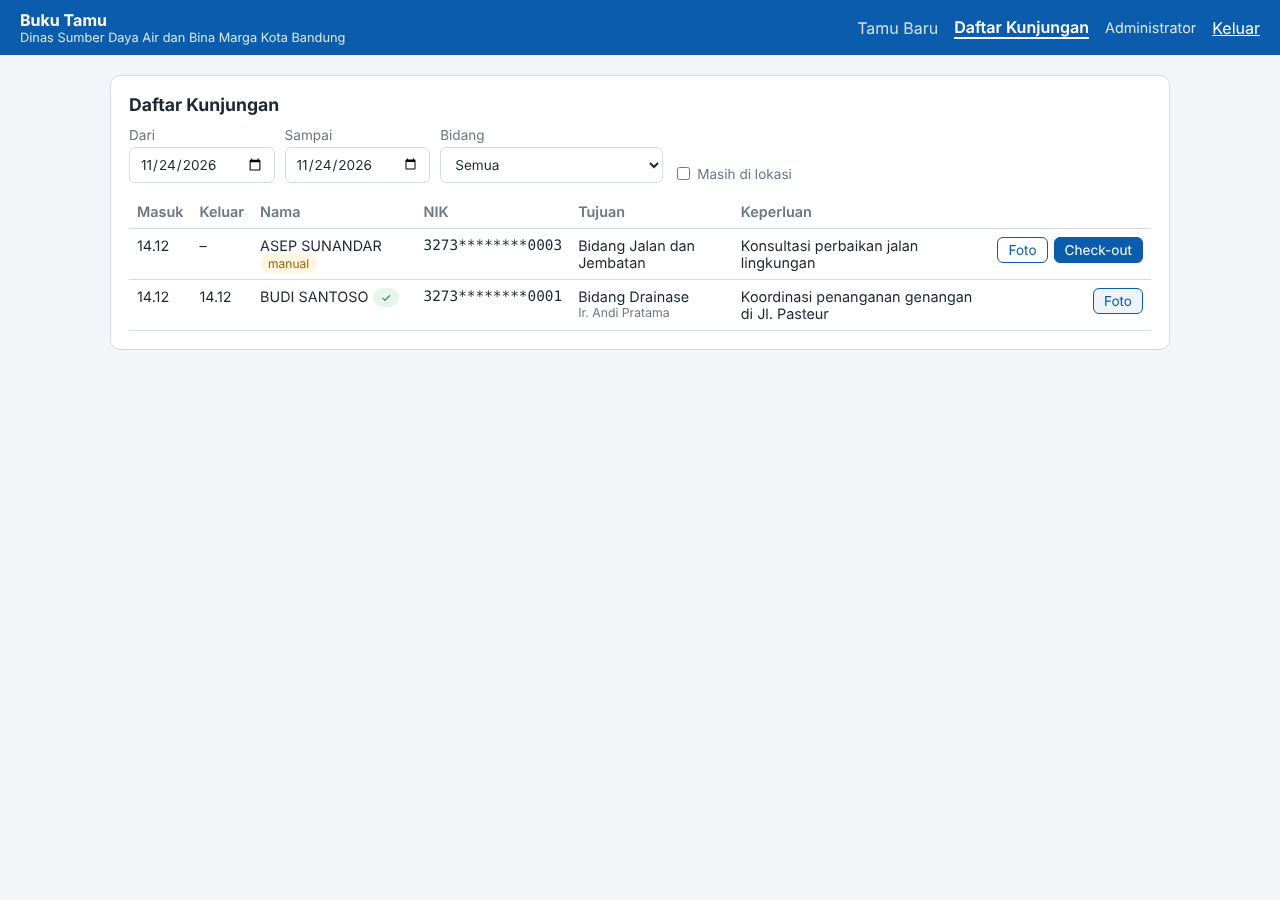 Buku Tamu
Dinas Sumber Daya Air dan Bina Marga Kota Bandung
Tamu Baru Daftar Kunjungan Administrator Keluar
Daftar Kunjungan
Dari Sampai Bidang
11/24/2026 11/24/2026 Semua Masih di lokasi
Masuk Keluar Nama NIK Tujuan Keperluan
14.12 – ASEP SUNANDAR 3273********0003 Bidang Jalan dan Konsultasi perbaikan jalan Foto Check-out
manual Jembatan lingkungan
14.12 14.12 BUDI SANTOSO ✓ 3273********0001 Bidang Drainase Koordinasi penanganan genangan Foto
Ir. Andi Pratama di Jl. Pasteur